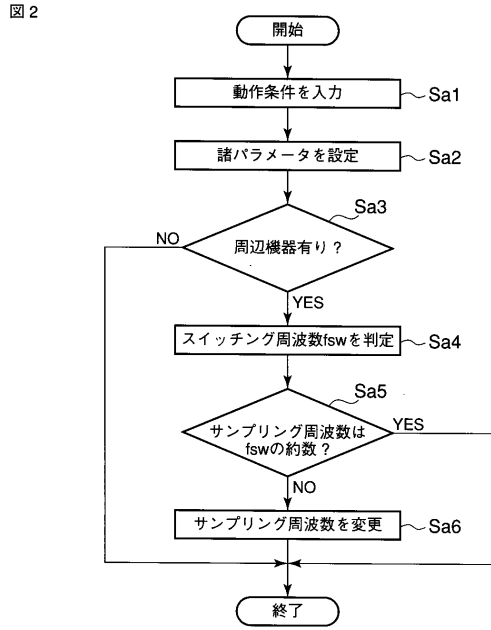 図2
開始
動作条件を入力
Sa1
諸パラメータを設定
Sa2
Sa3
周辺機器有り？
NO
YES
スイッチング周波数fswを判定
Sa4
Sa5
サンプリング周波数は
fswの約数？
YES
NO
サンプリング周波数を変更
Sa6
終了